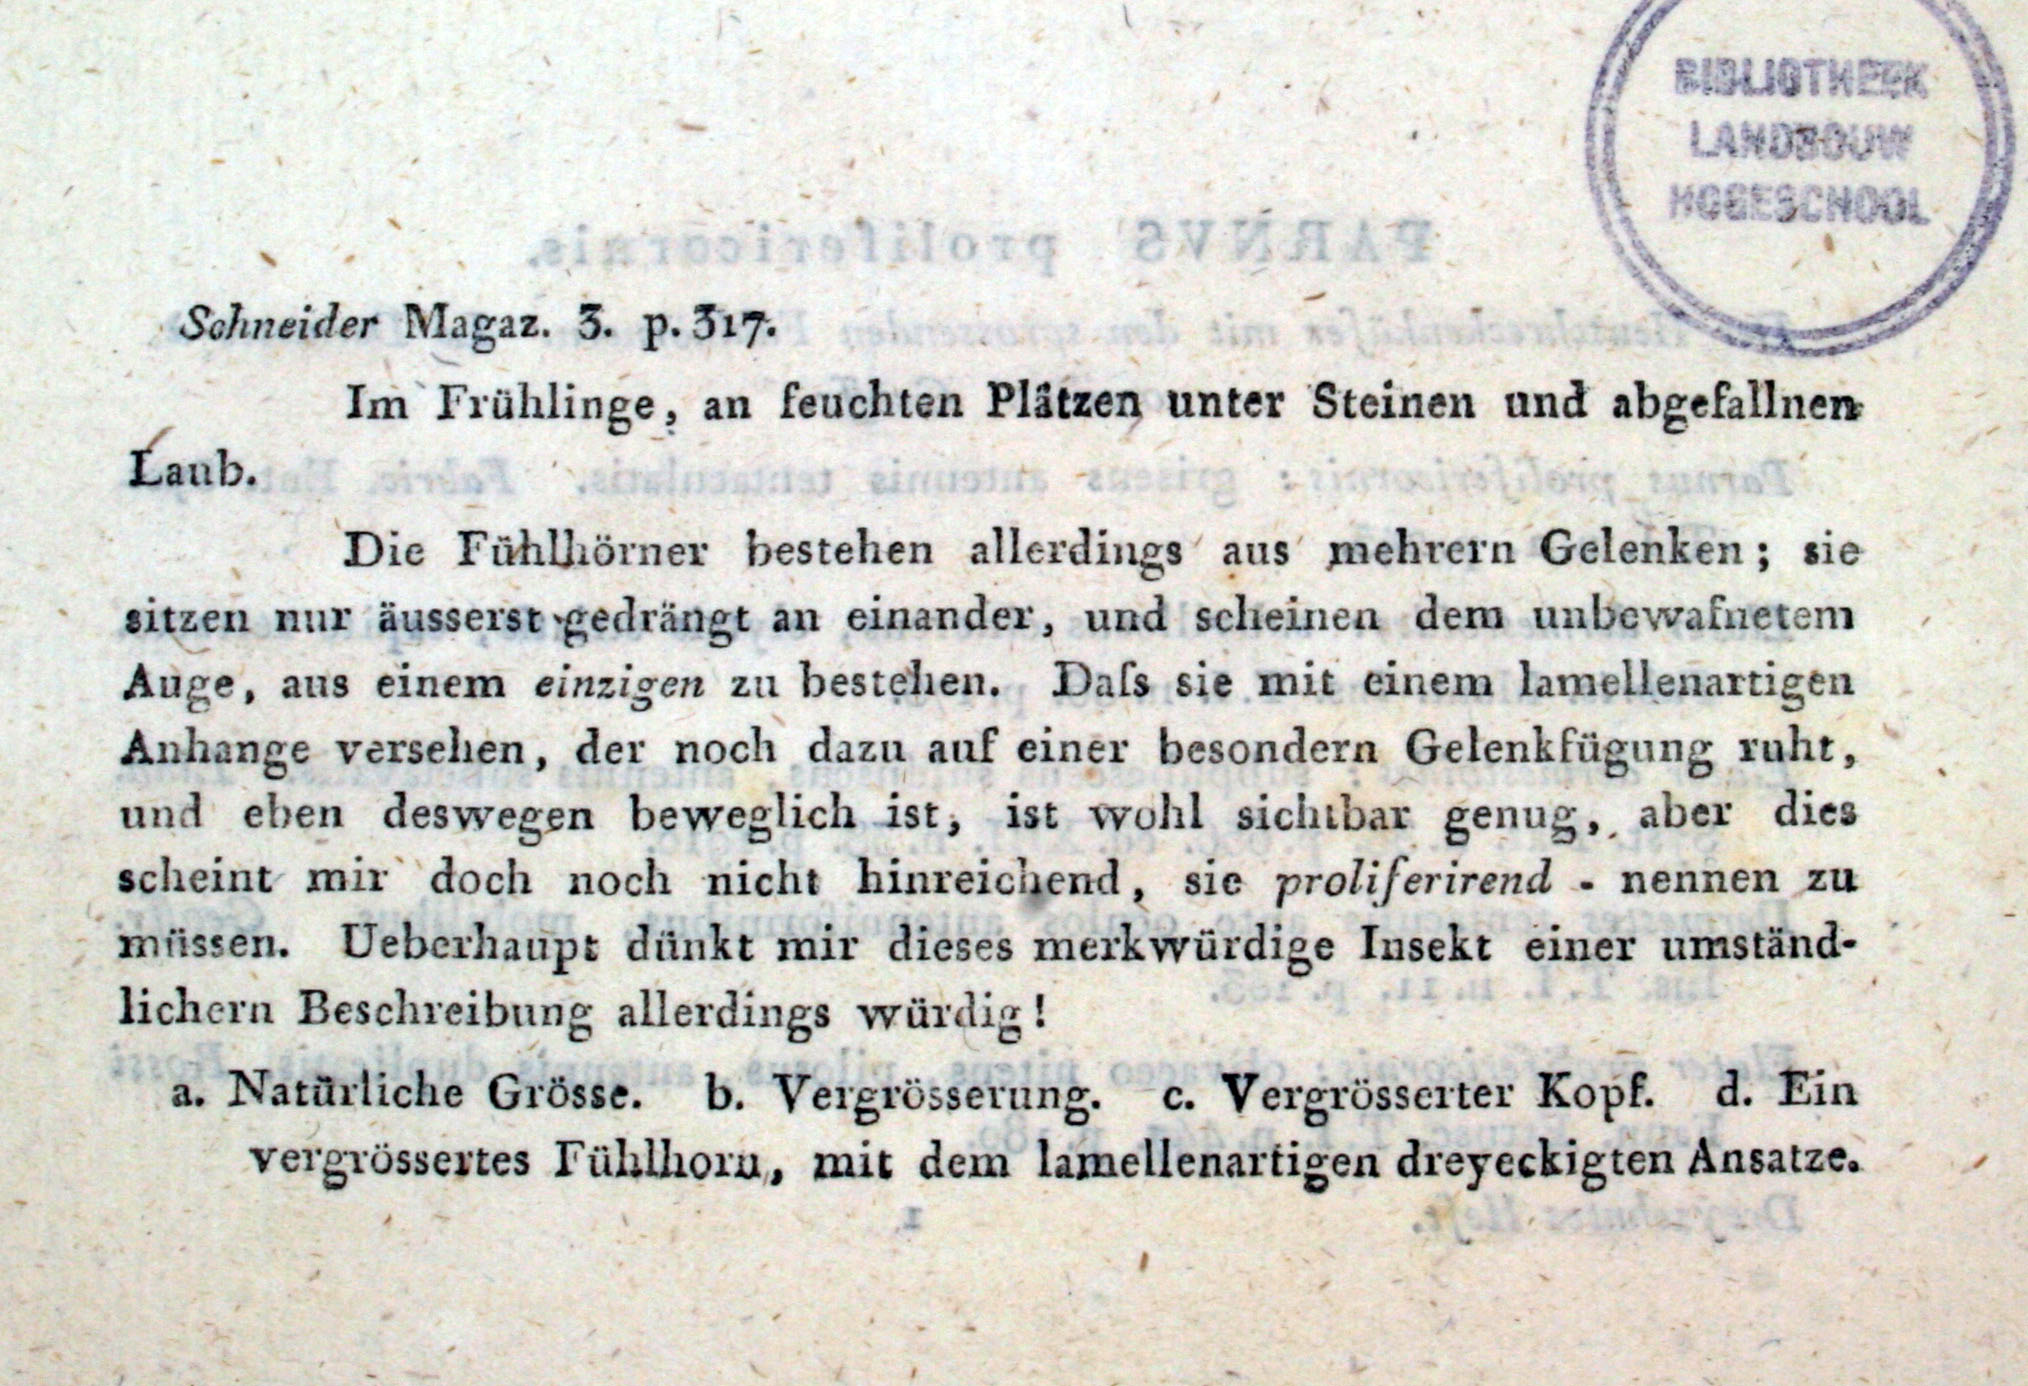 BIBLIOTHEEK
LANDBOUW
HOGESCHOOL
PARNVS prolifericornis.
Schneider Magaz. 3. p. 317.
Im Frühlinge, an feuchten Plätzen unter Steinen und abgefallnen
Laub.
Die Fühlhörner bestehen allerdings aus mehrern Gelenken; sie
sitzen nur äusserst gedrängt an einander, und scheinen dem unbewafnetem
Auge, aus einem einzigen zu bestehen. Daſs sie mit einem lamellenartigen
Anhange versehen, der noch dazu auf einer besondern Gelenkfügung ruht,
und eben deswegen beweglich ist, ist wohl sichtbar genug, aber dies
scheint mir doch noch nicht hinreichend, sie proliferirend - nennen zu
müssen. Ueberhaupt dünkt mir dieses merkwürdige Insekt einer umständ-
lichern Beschreibung allerdings würdig!
a. Natürliche Grösse. b. Vergrösserung. c. Vergrösserter Kopf. d. Ein
vergrössertes Fühlhorn, mit dem lamellenartigen dreyeckigten Ansatze.